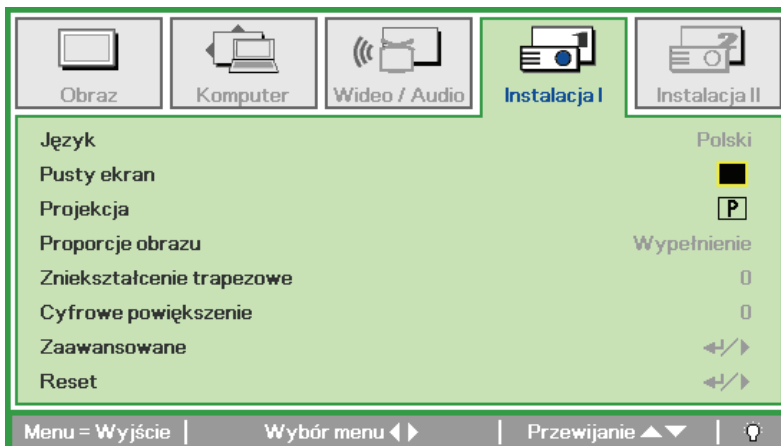 Obraz Komputer Wideo / Audio Instalacja I Instalacja II
Język Polski
Pusty ekran
Projekcja P
Proporcje obrazu Wypełnienie
Zniekształcenie trapezowe 0
Cyfrowe powiększenie 0
Zaawansowane
Reset
Menu = Wyjście | Wybór menu | Przewijanie |